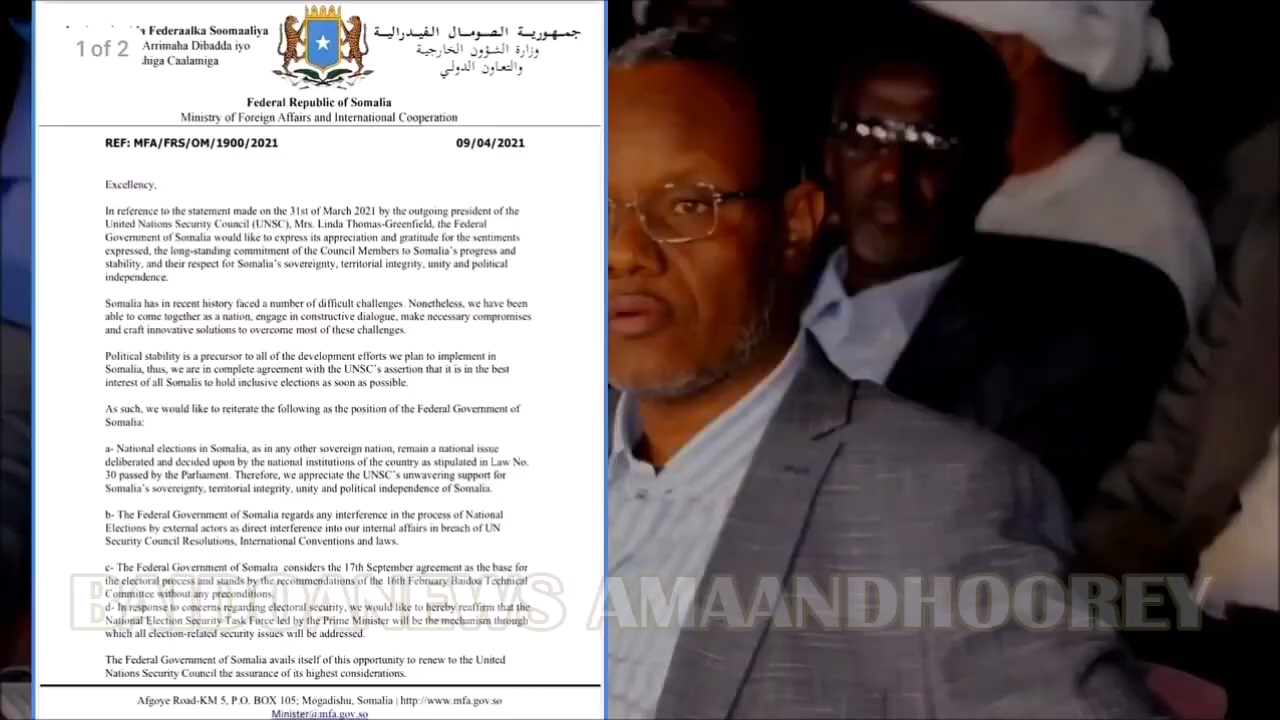 Federaalka Soomaaliya
Arrimaha Dibadda iyo
1 of 2
Caalamiga
جمهورية الصومال الفيدرالية
وزارة الشؤون الخارجية
والتعاون الدولي
Federal Republic of Somalia
Ministry of Foreign Affairs and International Cooperation
REF: MFA/FRS/OM/1900/2021 09/04/2021
Excellency,
In reference to the statement made on the 31st of March 2021 by the outgoing president of the
United Nations Security Council (UNSC), Mrs. Linda Thomas-Greenfield, the Federal
Government of Somalia would like to express its appreciation and gratitude for the sentiments
expressed, the long-standing commitment of the Council Members to Somalia's progress and
stability, and their respect for Somalia's sovereignty, territorial integrity, unity and political
independence.
Somalia has in recent history faced a number of difficult challenges. Nonetheless, we have been
able to come together as a nation, engage in constructive dialogue, make necessary compromises
and craft innovative solutions to overcome most of these challenges.
Political stability is a precursor to all of the development efforts we plan to implement in
Somalia, thus, we are in complete agreement with the UNSC's assertion that it is in the best
interest of all Somalis to hold inclusive elections as soon as possible.
As such, we would like to reiterate the following as the position of the Federal Government of
Somalia:
a- National elections in Somalia, as in any other sovereign nation, remain a national issue
deliberated and decided upon by the national institutions of the country as stipulated in Law No.
30 passed by the Parliament. Therefore, we appreciate the UNSC's unwavering support for
Somalia's sovereignty, territorial integrity, unity and political independence of Somalia.
b- The Federal Government of Somalia regards any interference in the process of National
Elections by external actors as direct interference into our internal affairs in breach of UN
Security Council Resolutions, International Conventions and laws.
c- The Federal Government of Somalia considers the 17th September agreement as the base for
the electoral process and stands by the recommendations of the 16th February Baidoa Technical
Committee without any preconditions.
d- In response to concerns regarding electoral security, we would like to hereby reaffirm that the
National Election Security Task Force led by the Prime Minister will be the mechanism through
which all election-related security issues will be addressed.
The Federal Government of Somalia avails itself of this opportunity to renew to the United
Nations Security Council the assurance of its highest considerations.
Afgoye Road-KM 5, P.O. BOX 105; Mogadishu, Somalia | http://www.mfa.gov.so
Minister@mfa.gov.so
AMAANDHOOREY